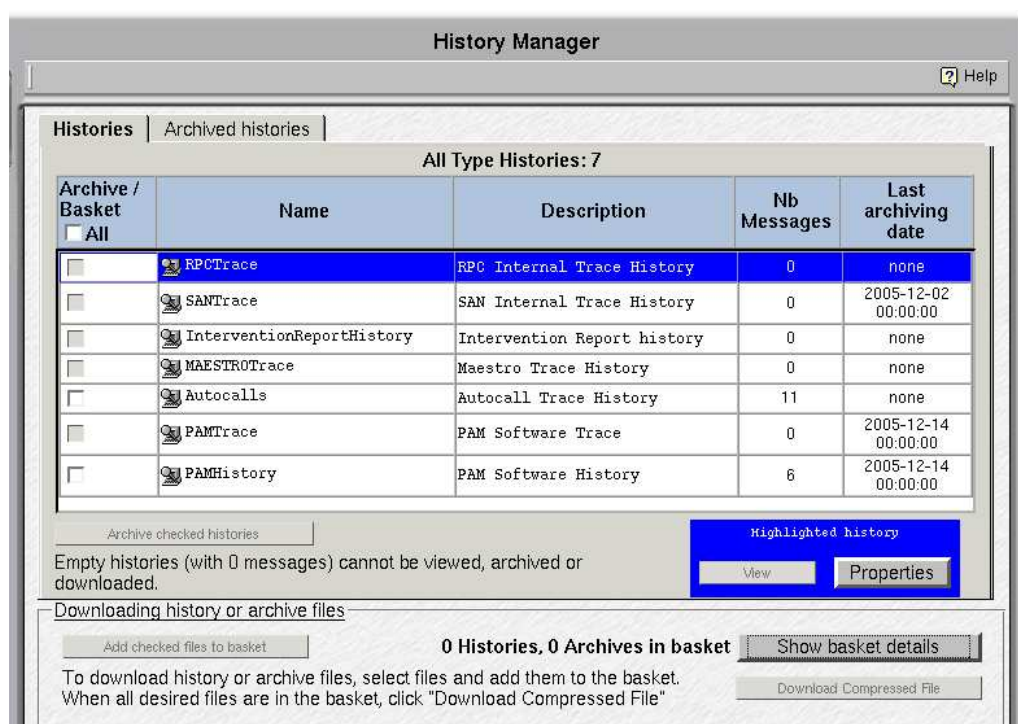 History Manager
Help
Histories
Archived histories
All Type Histories: 7
Archive / Basket
All
Name
Description
Nb Messages
Last archiving date
RPCTrace RPC Internal Trace History 0 none
SANTrace SAN Internal Trace History 0 2005-12-02 00:00:00
InterventionReportHistory Intervention Report history 0 none
MAESTROTrace Maestro Trace History 0 none
Autocalls Autocall Trace History 11 none
PAMTrace PAM Software Trace 0 2005-12-14 00:00:00
PAMHistory PAM Software History 6 2005-12-14 00:00:00
Archive checked histories
Highlighted history
Empty histories (with 0 messages) cannot be viewed, archived or
downloaded.
View
Properties
Downloading history or archive files
Add checked files to basket
0 Histories, 0 Archives in basket
Show basket details
To download history or archive files, select files and add them to the basket.
When all desired files are in the basket, click "Download Compressed File"
Download Compressed File